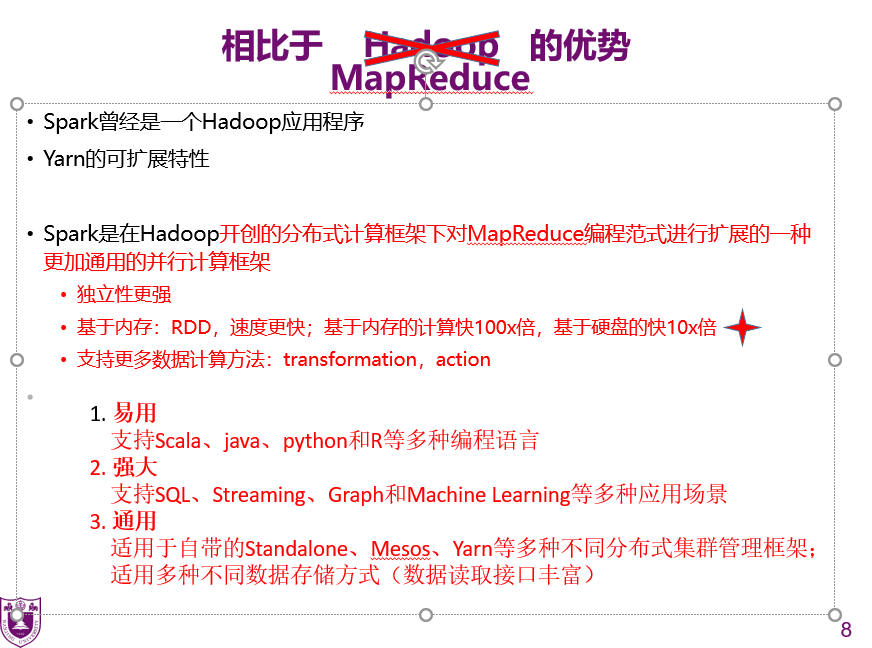 相比于 Hadoop 的优势
MapReduce
• Spark曾经是一个Hadoop应用程序
• Yarn的可扩展特性
• Spark是在Hadoop开创的分布式计算框架下对MapReduce编程范式进行扩展的一种
更加通用的并行计算框架
• 独立性更强
• 基于内存：RDD，速度更快；基于内存的计算快100x倍，基于硬盘的快10x倍
• 支持更多数据计算方法：transformation，action
1. 易用
支持Scala、java、python和R等多种编程语言
2. 强大
支持SQL、Streaming、Graph和Machine Learning等多种应用场景
3. 通用
适用于自带的Standalone、Mesos、Yarn等多种不同分布式集群管理框架；
适用多种不同数据存储方式（数据读取接口丰富）
8